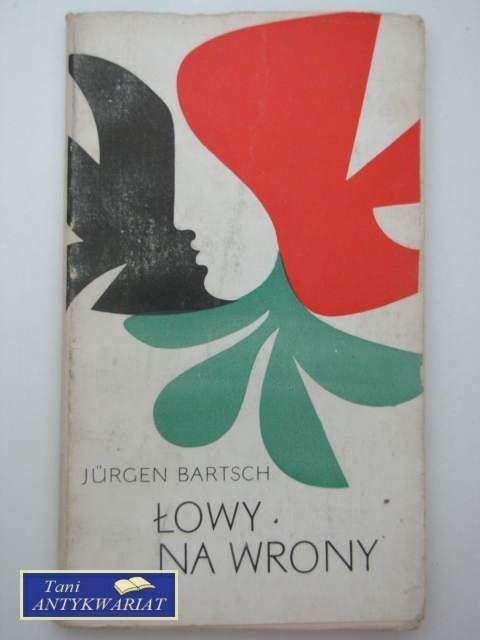 JÜRGEN BARTSCH
ŁOWY.
NA WRONY
Tani
ANTYKWARIAT